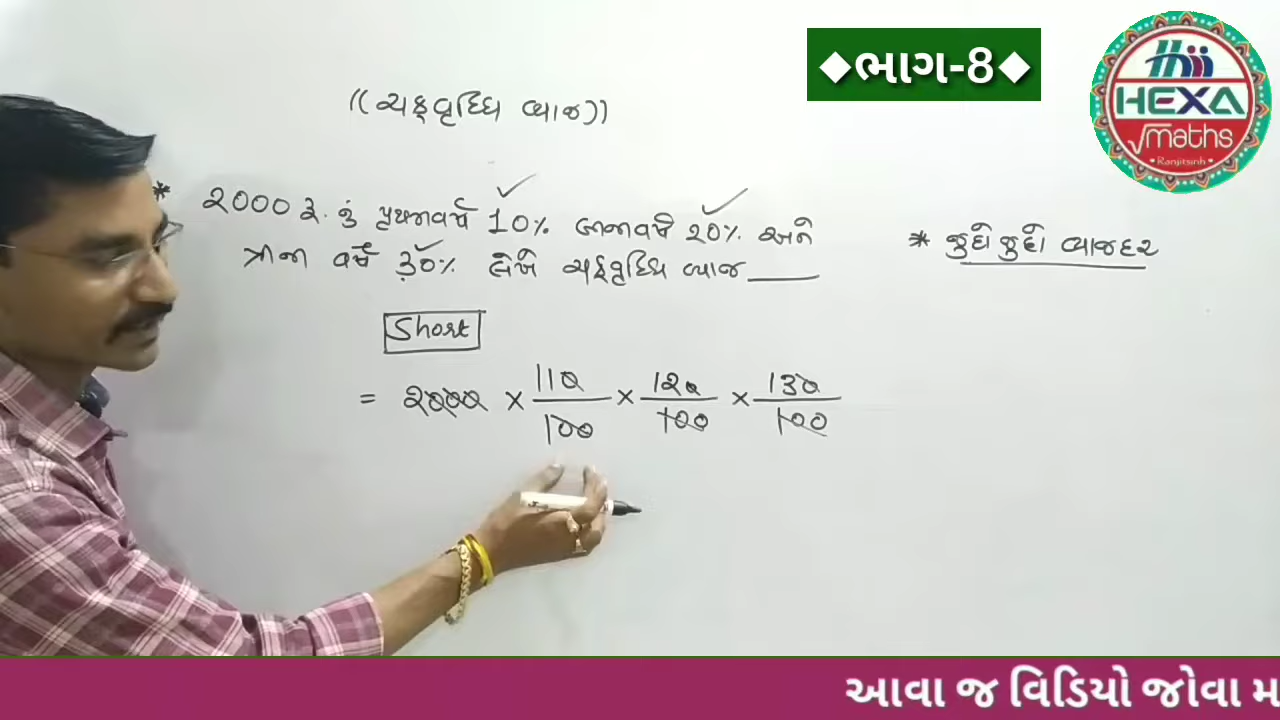 ◆ભાગ-8◆
HEXA
√maths
Ranjitsinh
((ચક્રવૃધ્ધિ વ્યાજ))
* 2000 રૂ. નું પ્રથમવર્ષે 10% બીજાવર્ષે 20% અને
ત્રીજા વર્ષે 30% લેખે ચક્રવૃધ્ધિ વ્યાજ ____
* જુદો જુદો વ્યાજદર
Short
= 2000 × 110/100 × 120/100 × 130/100
આવા જ વિડિયો જોવા મ